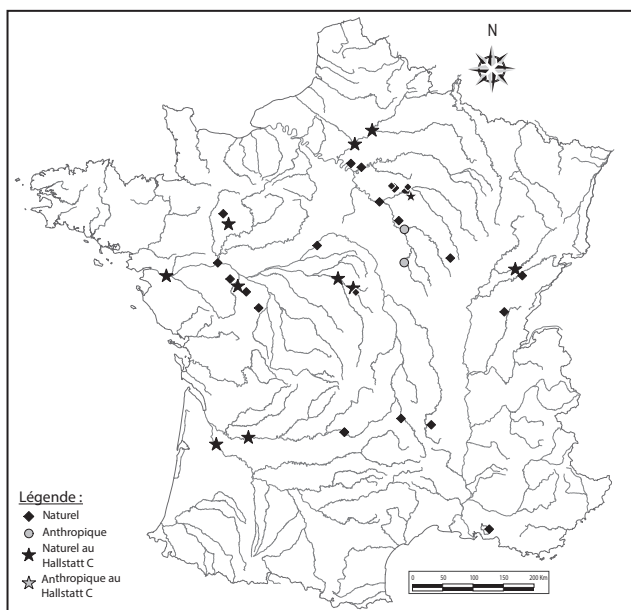 N
Légende :
Naturel
Anthropique
Naturel au
Hallstatt C
Anthropique au
Hallstatt C
0 50 100 150 200 Km